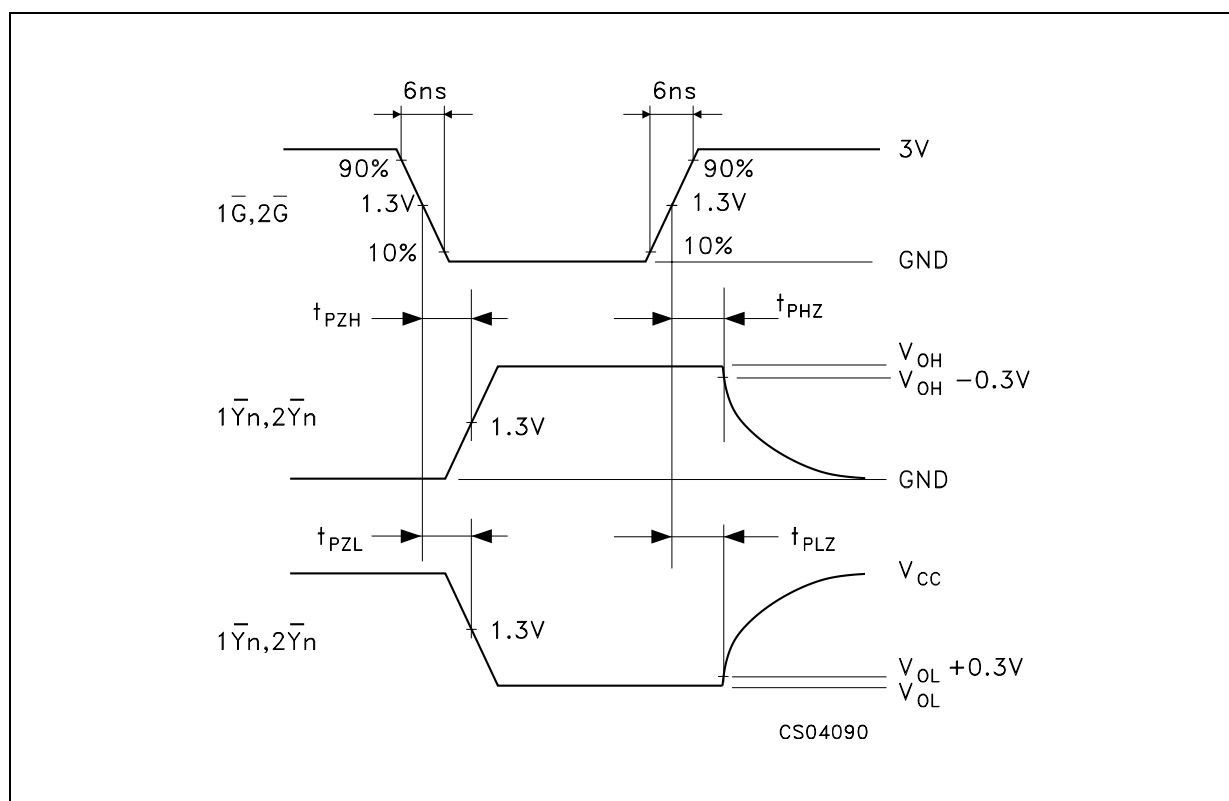 6ns 6ns
3V
90% 90%
1G̅,2G̅ 1.3V 1.3V
10% 10%
GND
tPZH tPHZ
VOH
VOH −0.3V
1Y̅n,2Y̅n 1.3V
GND
tPZL tPLZ
VCC
1Y̅n,2Y̅n 1.3V
VOL +0.3V
VOL
CS04090